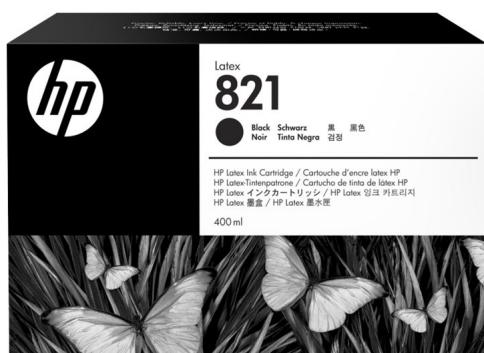 hp
Latex
821
Black Schwarz 黒 黑色
Noir Tinta Negra 검정
HP Latex Ink Cartridge / Cartouche d'encre latex HP
HP Latex-Tintenpatrone / Cartucho de tinta de látex HP
HP Latex インクカートリッジ / HP Latex 잉크 카트리지
HP Latex 墨盒 / HP Latex 墨水匣
400 ml